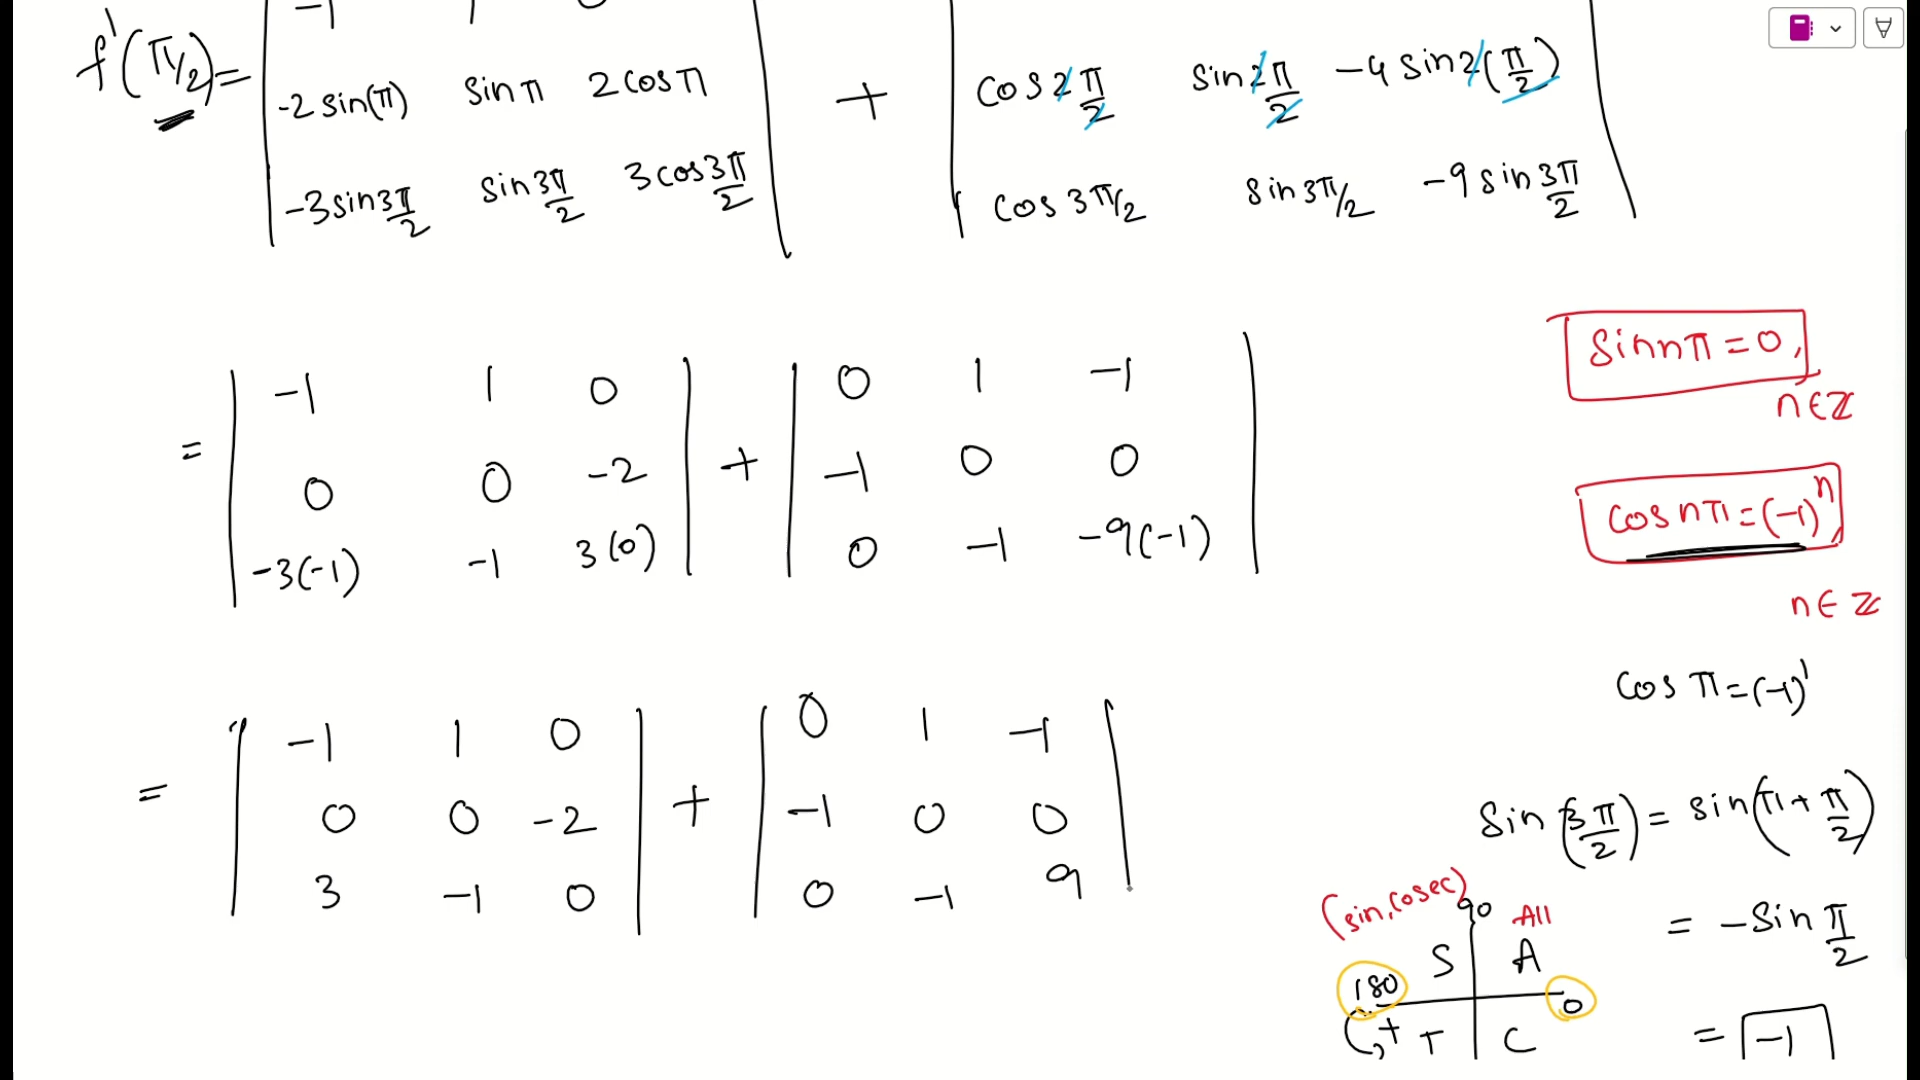 f'(π/2)= | -1 1 0 | + |
| -2 sin(π) sin π 2 cos π | + | cos 2π/2 sin 2π/2 -4 sin 2(π/2) |
| -3 sin 3π/2 sin 3π/2 3 cos 3π/2 | | cos 3π/2 sin 3π/2 -9 sin 3π/2 |
| -1 1 0 | | 0 1 -1 |
= | 0 0 -2 | + | -1 0 0 |
| -3(-1) -1 3(0) | | 0 -1 -9(-1) |
| -1 1 0 | | 0 1 -1 |
= | 0 0 -2 | + | -1 0 0 |
| 3 -1 0 | | 0 -1 9 |
sin nπ = 0,
n∈ℤ
cos nπ = (-1)^n,
n∈ℤ
cos π = (-1)^1
sin(3π/2) = sin(π + π/2)
= -sin π/2
= -1
(sin, cosec) 90 All
S A
180 0
T C